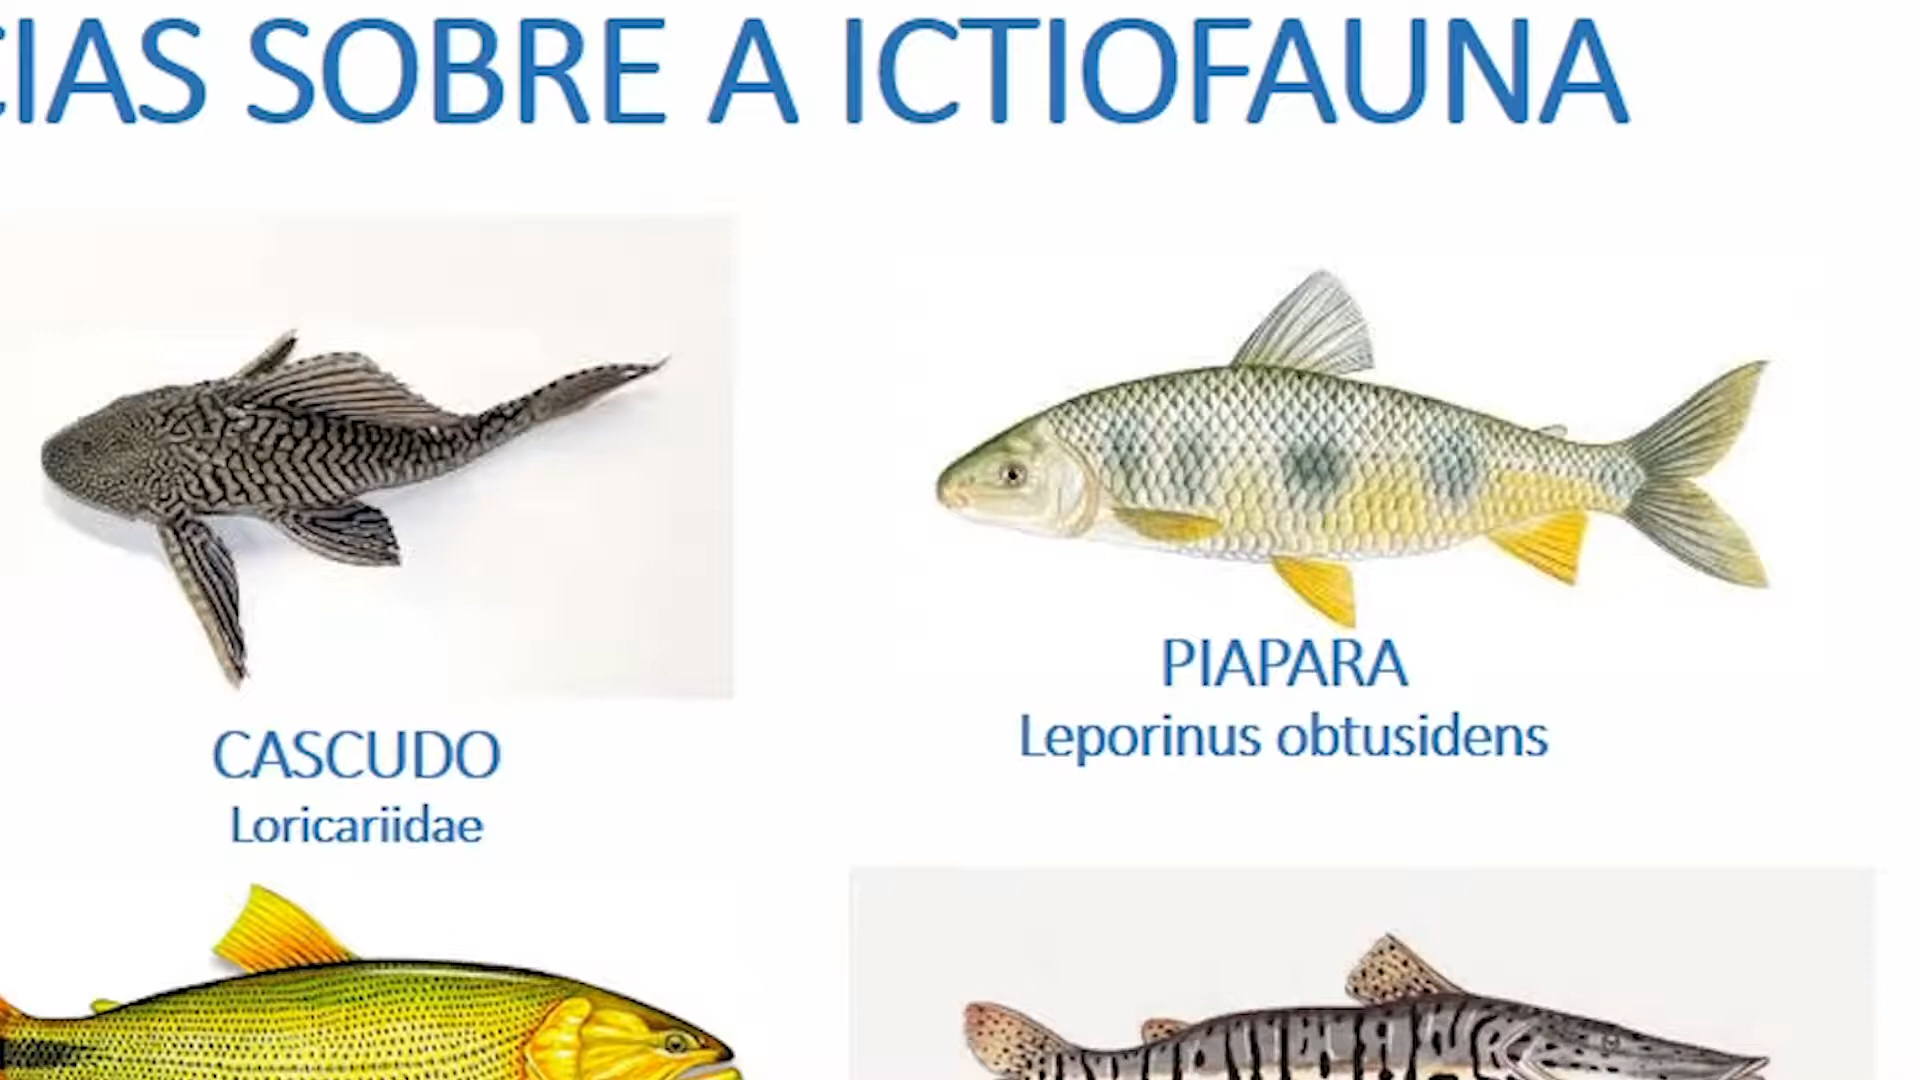 CIAS SOBRE A ICTIOFAUNA
CASCUDO
Loricariidae
PIAPARA
Leporinus obtusidens